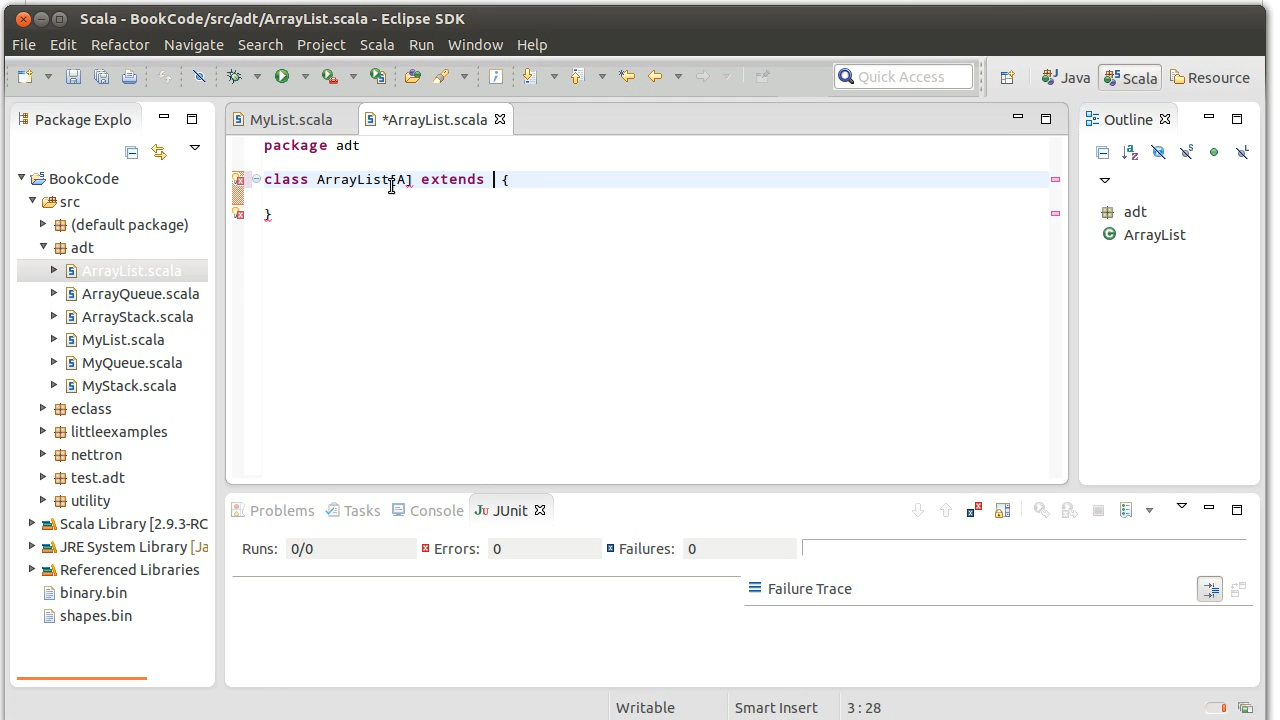 Scala - BookCode/src/adt/ArrayList.scala - Eclipse SDK
File Edit Refactor Navigate Search Project Scala Run Window Help
Quick Access
Java
Scala
Resource
Package Explo
MyList.scala
*ArrayList.scala
Outline
BookCode
src
(default package)
adt
ArrayList.scala
ArrayQueue.scala
ArrayStack.scala
MyList.scala
MyQueue.scala
MyStack.scala
eclass
littleexamples
nettron
test.adt
utility
Scala Library [2.9.3-RC
JRE System Library [Ja
Referenced Libraries
binary.bin
shapes.bin
package adt
class ArrayList[A] extends {
}
adt
ArrayList
Problems Tasks Console JUnit
Runs: 0/0 Errors: 0 Failures: 0
Failure Trace
Writable Smart Insert 3 : 28